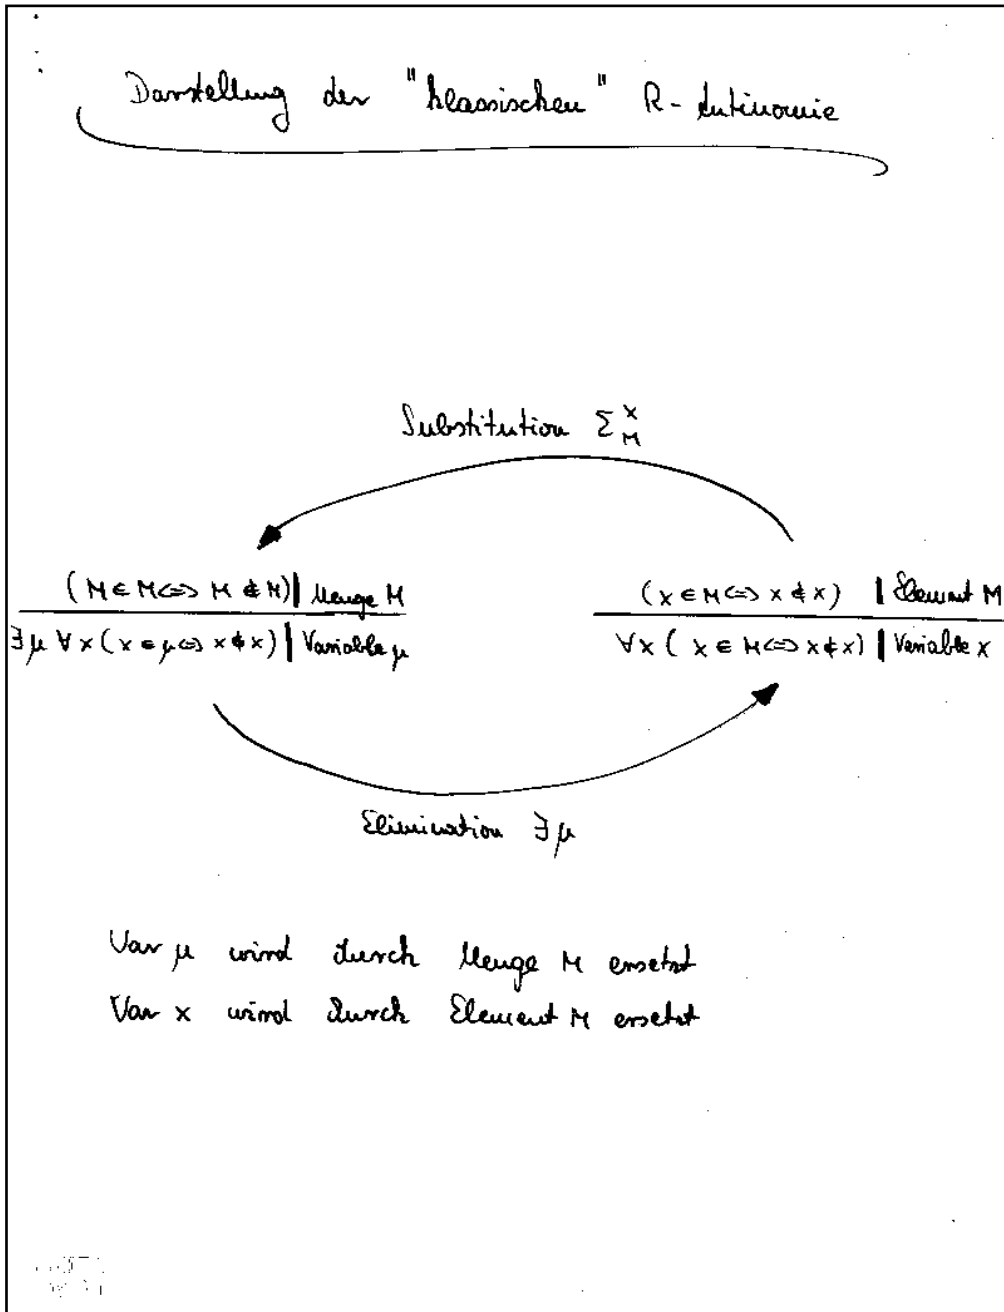 Darstellung der "klassischen" R-Antinomie
Substitution Σ^x_M
(M ∈ M ⇔ M ∉ M) | Menge M
∃μ ∀x (x ∈ μ ⇔ x ∉ x) | Variable μ
(x ∈ M ⇔ x ∉ x) | Element M
∀x ( x ∈ M ⇔ x ∉ x) | Variable x
Elimination ∃μ
Var μ wird durch Menge M ersetzt
Var x wird durch Element M ersetzt